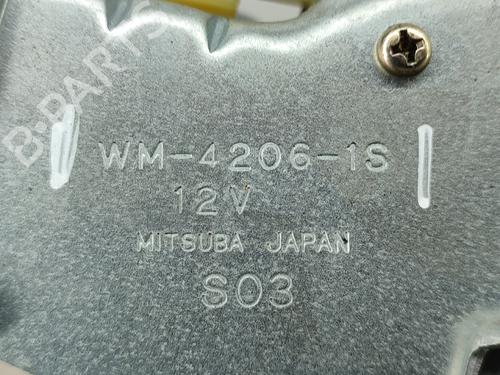 WM-4206-1S
12V
MITSUBA JAPAN
S03
B-PARTS